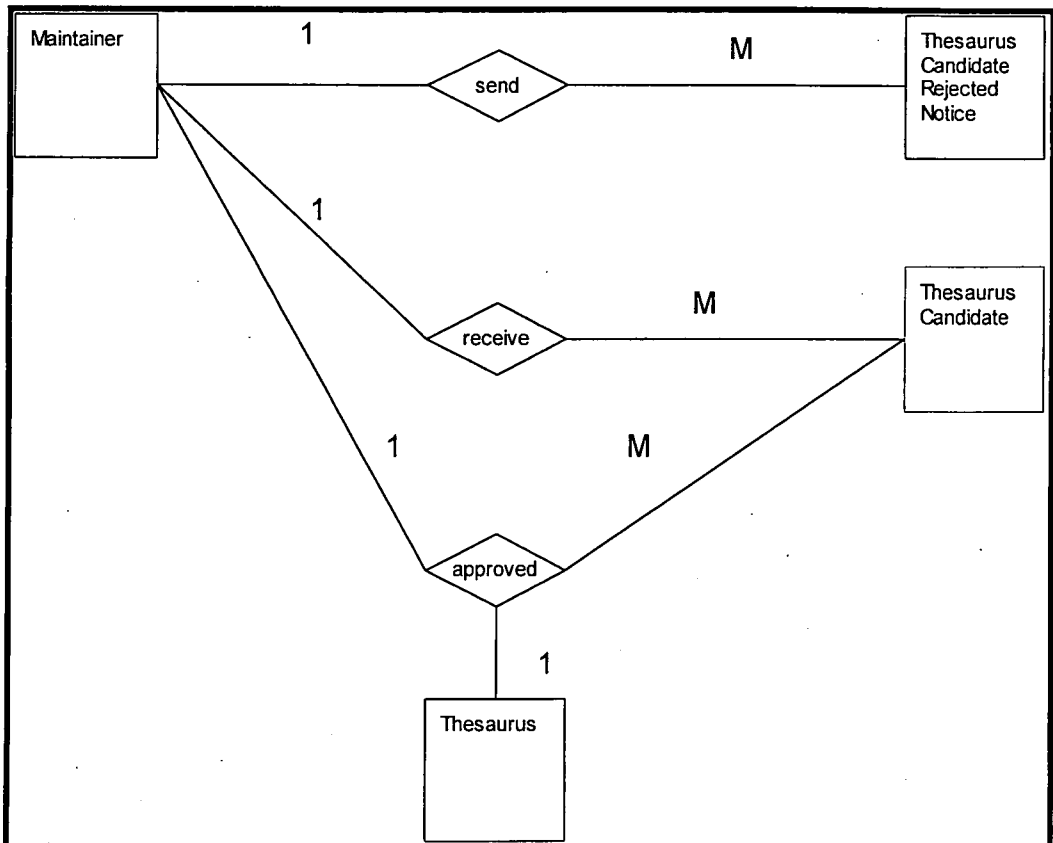 Maintainer
1
send
M
Thesaurus
Candidate
Rejected
Notice
1
receive
M
Thesaurus
Candidate
1
M
approved
1
Thesaurus